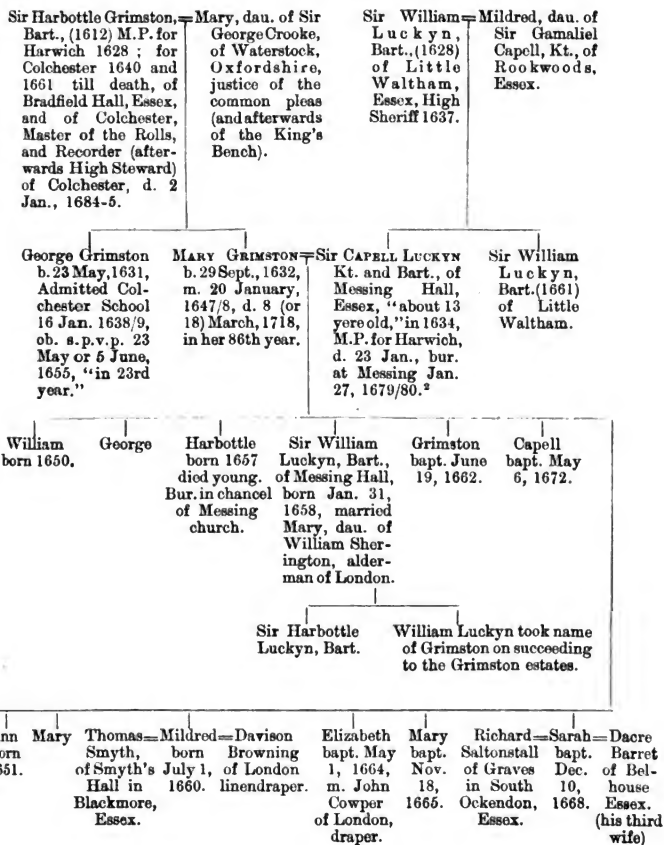 Sir Harbottle Grimston,
Bart., (1612) M.P. for
Harwich 1628 ; for
Colchester 1640 and
1661 till death, of
Bradfield Hall, Essex,
and of Colchester,
Master of the Rolls,
and Recorder (after-
wards High Steward)
of Colchester, d. 2
Jan., 1684-5.
=Mary, dau. of Sir
George Crooke,
of Waterstock,
Oxfordshire,
justice of the
common pleas
(and afterwards
of the King's
Bench).
Sir William
Luckyn,
Bart., (1628)
of Little
Waltham,
Essex, High
Sheriff 1637.
=Mildred, dau. of
Sir Gamaliel
Capell, Kt., of
Rookwoods,
Essex.
George Grimston
b. 23 May, 1631,
Admitted Col-
chester School
16 Jan. 1638/9,
ob. s.p.v.p. 23
May or 5 June,
1655, "in 23rd
year."
MARY GRIMSTON=
b. 29 Sept., 1632,
m. 20 January,
1647/8, d. 8 (or
18) March, 1718,
in her 86th year.
Sir CAPELL LUCKYN
Kt. and Bart., of
Messing Hall,
Essex, "about 13
yere old," in 1634,
M.P. for Harwich,
d. 23 Jan., bur.
at Messing Jan.
27, 1679/80.²
Sir William
Luckyn,
Bart. (1661)
of Little
Waltham.
William
born 1650.
George
Harbottle
born 1657
died young.
Bur. in chancel
of Messing
church.
Sir William
Luckyn, Bart.,
of Messing Hall,
born Jan. 31,
1658, married
Mary, dau. of
William Sher-
ington, alder-
man of London.
Grimston
bapt. June
19, 1662.
Capell
bapt. May
6, 1672.
Sir Harbottle
Luckyn, Bart.
William Luckyn took name
of Grimston on succeeding
to the Grimston estates.
nn
orn
651.
Mary
Thomas=
Smyth,
of Smyth's
Hall in
Blackmore,
Essex.
Mildred=
born
July 1,
1660.
Davison
Browning
of London
linendraper.
Elizabeth
bapt. May
1, 1664,
m. John
Cowper
of London,
draper.
Mary
bapt.
Nov.
18,
1665.
Richard=
Saltonstall
of Graves
in South
Ockendon,
Essex.
Sarah=
bapt.
Dec.
10,
1668.
Dacre
Barret
of Bel-
house
Essex.
(his third
wife)